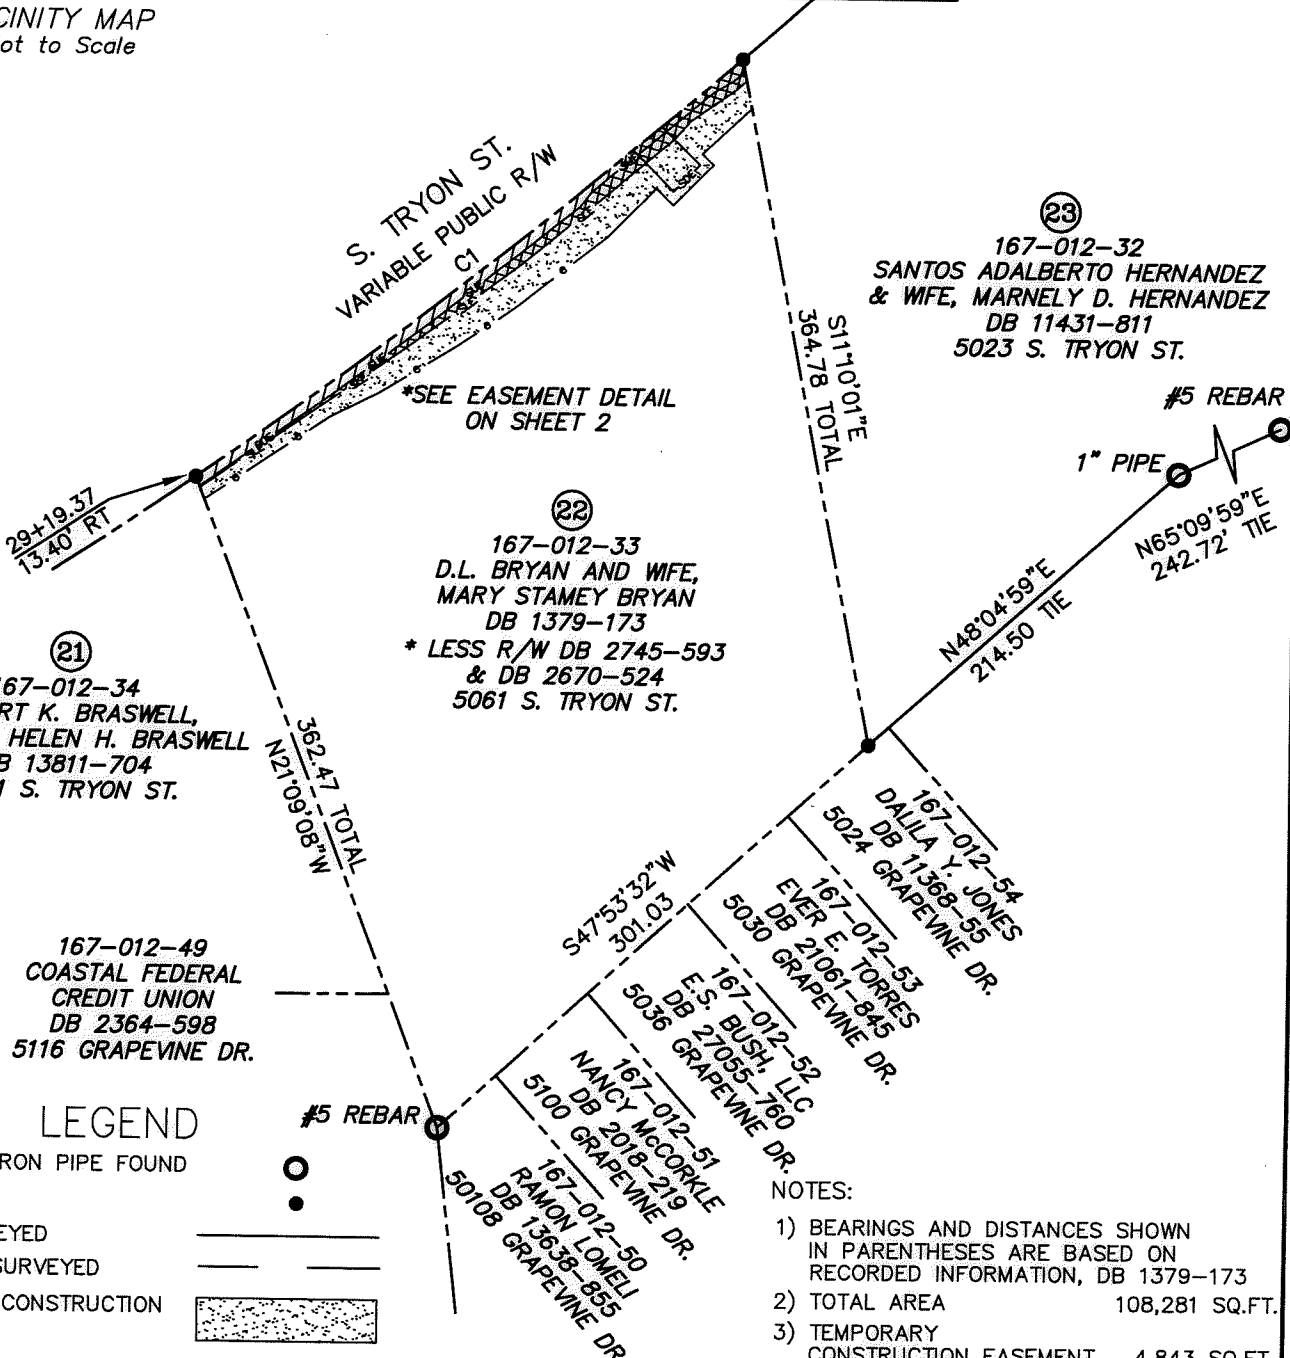 CINITY MAP
ot to Scale
S. TRYON ST.
VARIABLE PUBLIC R/W
C1
23
167-012-32
SANTOS ADALBERTO HERNANDEZ
& WIFE, MARNELY D. HERNANDEZ
DB 11431-811
5023 S. TRYON ST.
S11°10'01"E
364.78 TOTAL
*SEE EASEMENT DETAIL
ON SHEET 2
#5 REBAR
1" PIPE
N65°09'59"E
242.72' TIE
N48°04'59"E
214.50 TIE
29+19.37
13.40' RT
22
167-012-33
D.L. BRYAN AND WIFE,
MARY STAMEY BRYAN
DB 1379-173
* LESS R/W DB 2745-593
& DB 2670-524
5061 S. TRYON ST.
21
67-012-34
RT K. BRASWELL,
HELEN H. BRASWELL
B 13811-704
1 S. TRYON ST.
362.47 TOTAL
N21°09'08"W
S47°53'32"W
301.03
167-012-54
DALILA Y. JONES
DB 11368-55
5024 GRAPEVINE DR.
167-012-53
EVER E. TORRES
DB 21061-845
5030 GRAPEVINE DR.
167-012-52
E.S. BUSH, LLC
DB 27055-760
5036 GRAPEVINE DR.
167-012-51
NANCY McCORKLE
DB 2018-219
5100 GRAPEVINE DR.
167-012-50
RAMON LOMELI
DB 13638-855
50108 GRAPEVINE DR
167-012-49
COASTAL FEDERAL
CREDIT UNION
DB 2364-598
5116 GRAPEVINE DR.
#5 REBAR
LEGEND
RON PIPE FOUND
EYED
SURVEYED
CONSTRUCTION
NOTES:
1) BEARINGS AND DISTANCES SHOWN
IN PARENTHESES ARE BASED ON
RECORDED INFORMATION, DB 1379-173
2) TOTAL AREA 108,281 SQ.FT.
3) TEMPORARY
CONSTRUCTION EASEMENT 4,843 SQ.FT.